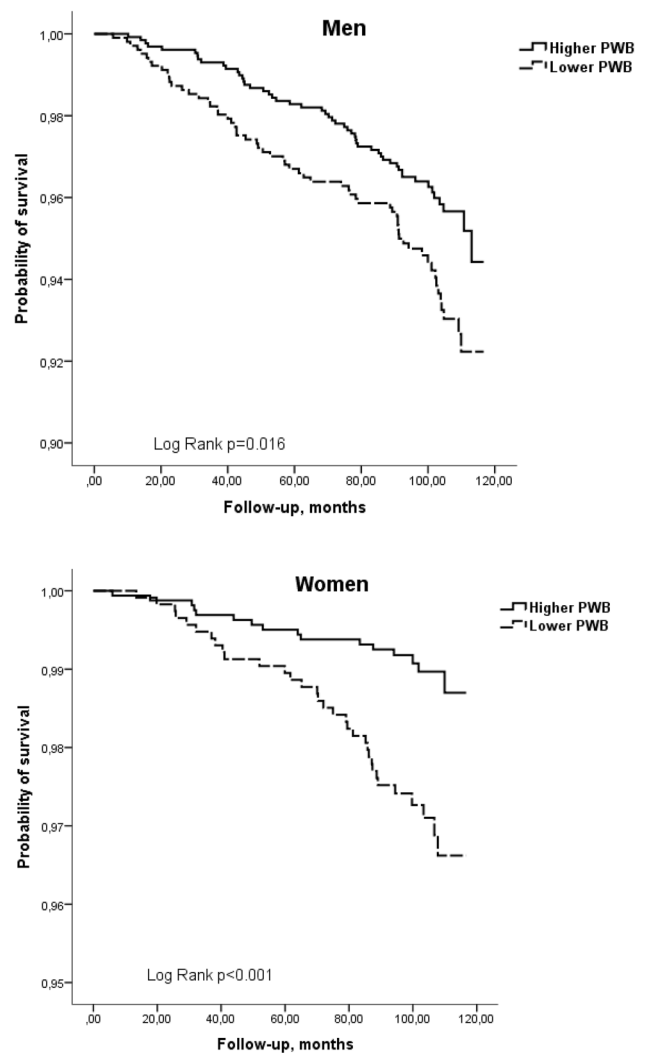 Men
Higher PWB
Lower PWB
Probability of survival
1,00
0,98
0,96
0,94
0,92
0,90
Log Rank p=0.016
,00 20,00 40,00 60,00 80,00 100,00 120,00
Follow-up, months
Women
Higher PWB
Lower PWB
Probability of survival
1,00
0,99
0,98
0,97
0,96
0,95
Log Rank p<0.001
,00 20,00 40,00 60,00 80,00 100,00 120,00
Follow-up, months